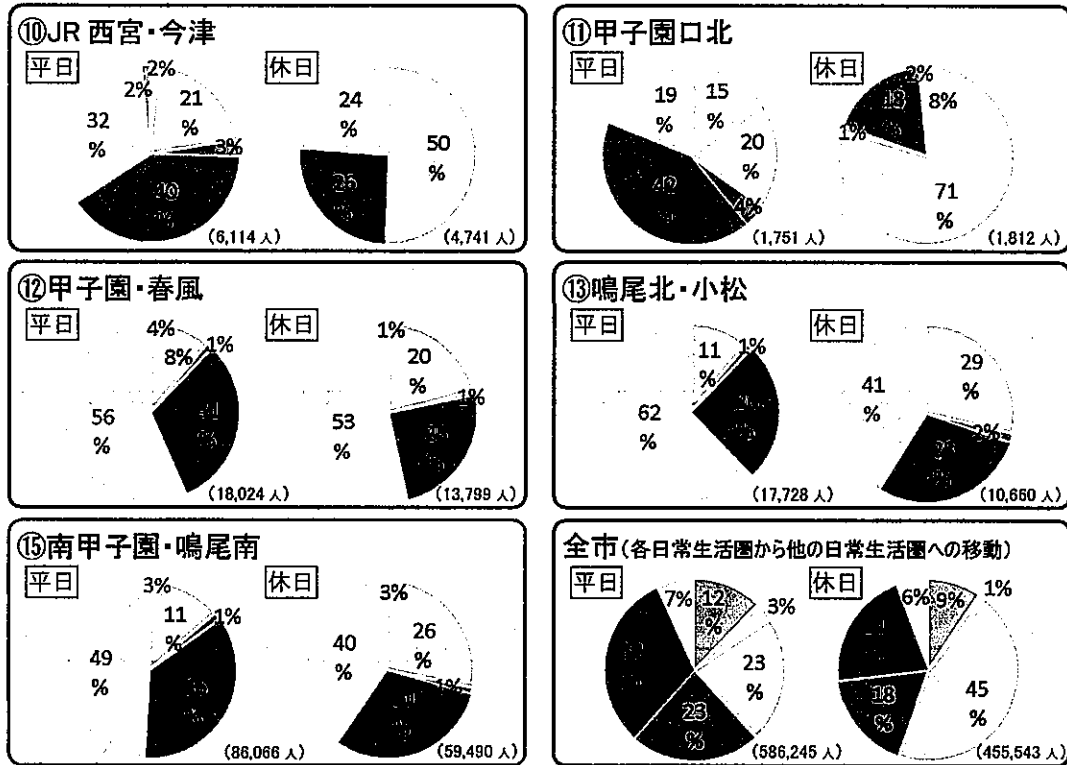 ⑩JR 西宮・今津
平日
2%
2%
21
%
3%
40
%
32
%
(6,114 人)
休日
24
%
50
%
26
%
(4,741 人)
⑪甲子園口北
平日
19
%
15
%
20
%
4%
42
%
(1,751 人)
休日
2%
18
%
8%
1%
71
%
(1,812 人)
⑫甲子園・春風
平日
4%
8%
1%
56
%
(18,024 人)
休日
1%
20
%
1%
53
%
(13,799 人)
⑬鳴尾北・小松
平日
11
%
1%
62
%
(17,728 人)
休日
29
%
41
%
2%
(10,660 人)
⑮南甲子園・鳴尾南
平日
3%
11
%
1%
49
%
(86,066 人)
休日
3%
26
%
40
%
1%
(59,490 人)
全市(各日常生活圏から他の日常生活圏への移動)
平日
7%
12
%
3%
23
%
23
%
(586,245 人)
休日
6%
9%
1%
45
%
18
%
(455,543 人)